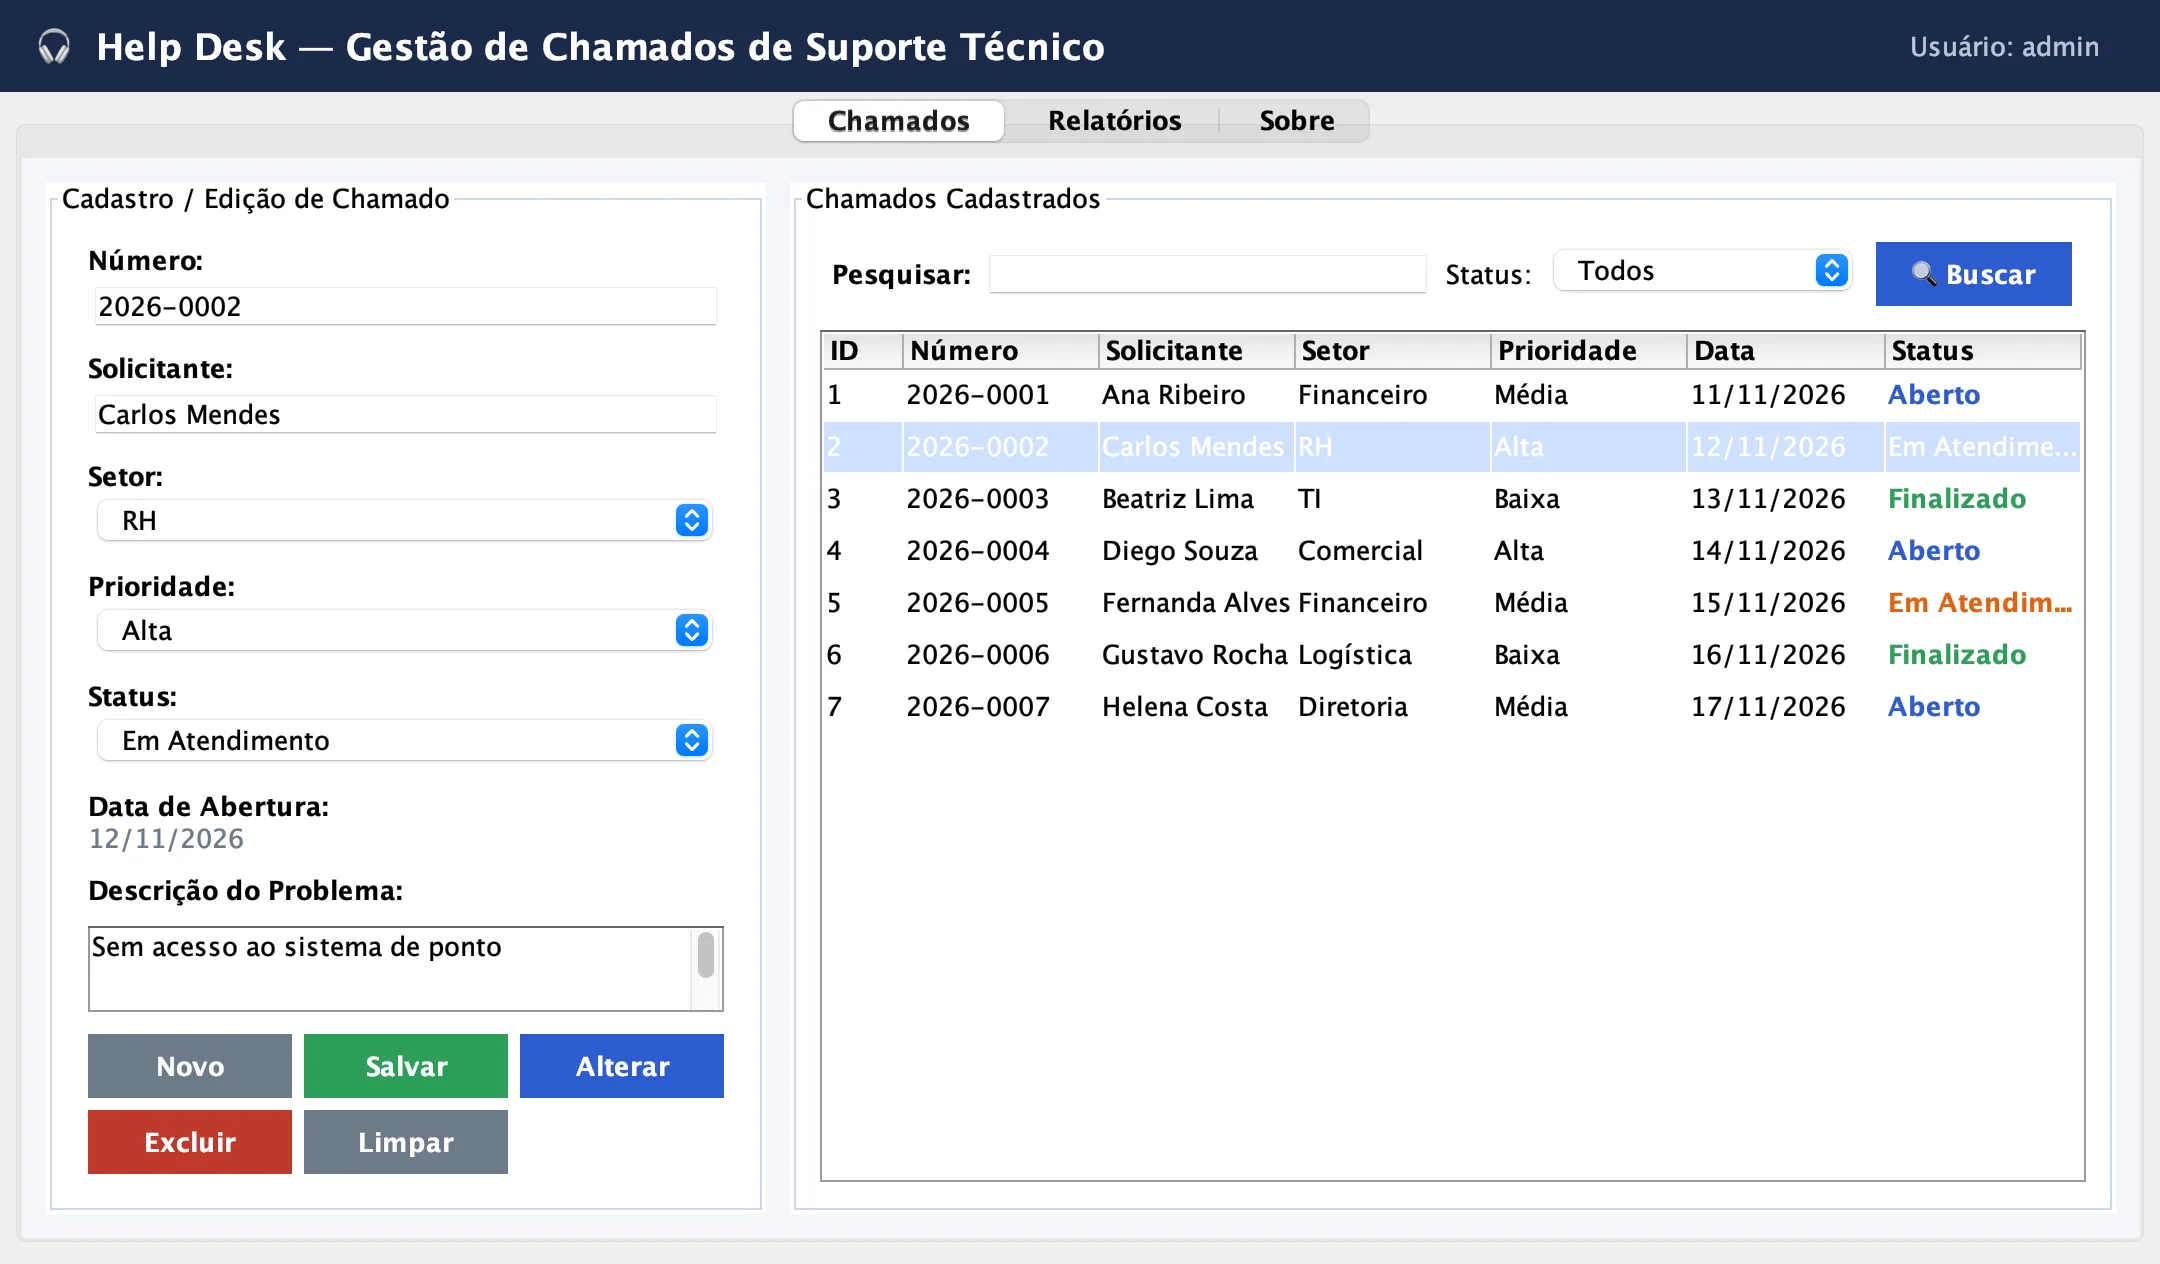 Help Desk — Gestão de Chamados de Suporte Técnico
Usuário: admin
Chamados Relatórios Sobre
Cadastro / Edição de Chamado
Número:
2026-0002
Solicitante:
Carlos Mendes
Setor:
RH
Prioridade:
Alta
Status:
Em Atendimento
Data de Abertura:
12/11/2026
Descrição do Problema:
Sem acesso ao sistema de ponto
Novo Salvar Alterar
Excluir Limpar
Chamados Cadastrados
Pesquisar: Status: Todos Buscar
ID Número Solicitante Setor Prioridade Data Status
1 2026-0001 Ana Ribeiro Financeiro Média 11/11/2026 Aberto
2 2026-0002 Carlos Mendes RH Alta 12/11/2026 Em Atendime...
3 2026-0003 Beatriz Lima TI Baixa 13/11/2026 Finalizado
4 2026-0004 Diego Souza Comercial Alta 14/11/2026 Aberto
5 2026-0005 Fernanda Alves Financeiro Média 15/11/2026 Em Atendim...
6 2026-0006 Gustavo Rocha Logística Baixa 16/11/2026 Finalizado
7 2026-0007 Helena Costa Diretoria Média 17/11/2026 Aberto